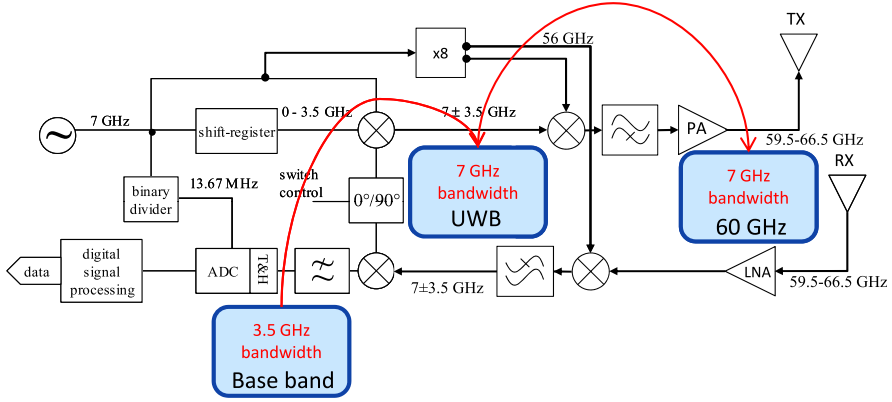 TX
x8
56 GHz
7 GHz
0 - 3.5 GHz
7± 3.5 GHz
shift-register
PA
59.5-66.5 GHz
RX
7 GHz
bandwidth
UWB
7 GHz
bandwidth
60 GHz
binary
divider
13.67 MHz
switch
control
0°/90°
data
digital
signal
processing
ADC
T&H
7±3.5 GHz
LNA
59.5-66.5 GHz
3.5 GHz
bandwidth
Base band